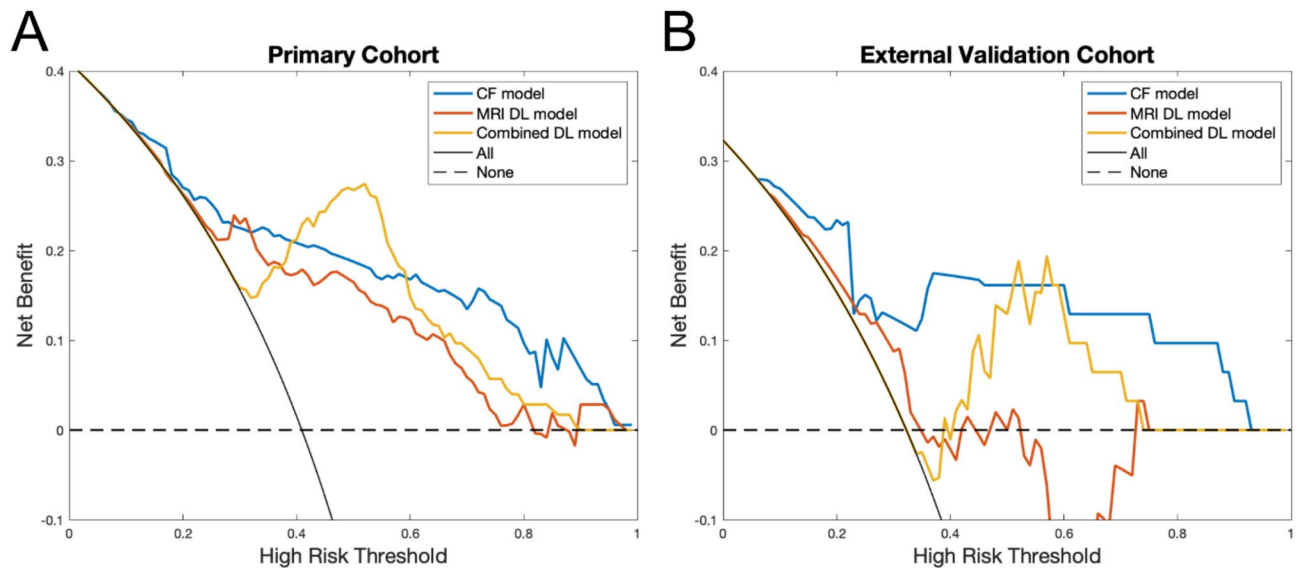 A
Primary Cohort
0.4
0.3
0.2
0.1
0
-0.1
Net Benefit
CF model
MRI DL model
Combined DL model
All
None
0
0.2
0.4
0.6
0.8
1
High Risk Threshold
B
External Validation Cohort
0.4
0.3
0.2
0.1
0
-0.1
Net Benefit
CF model
MRI DL model
Combined DL model
All
None
0
0.2
0.4
0.6
0.8
1
High Risk Threshold